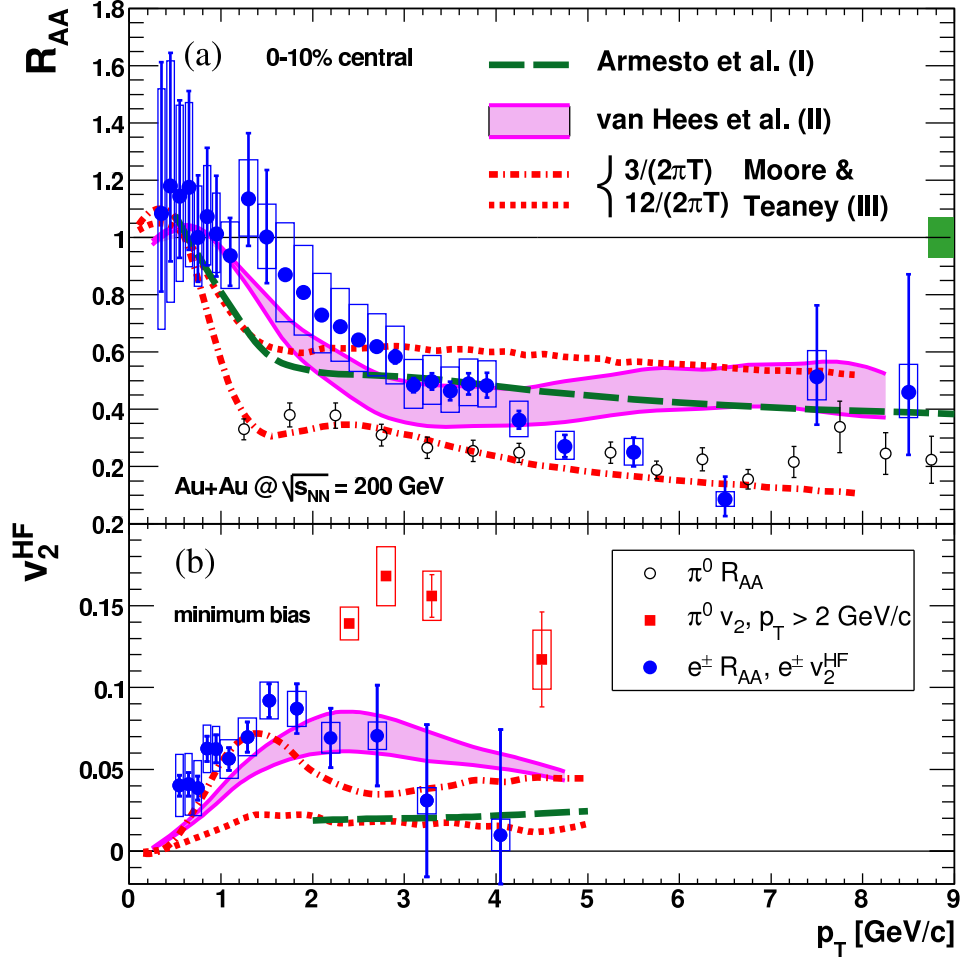 R_AA
1.8
1.6
1.4
1.2
1
0.8
0.6
0.4
0.2
(a)
0-10% central
Armesto et al. (I)
van Hees et al. (II)
3/(2πT)
12/(2πT)
Moore &
Teaney (III)
Au+Au @ √s_NN = 200 GeV
v_2^HF
0.2
0.15
0.1
0.05
0
(b)
minimum bias
π⁰ R_AA
π⁰ v_2, p_T > 2 GeV/c
e± R_AA, e± v_2^HF
0 1 2 3 4 5 6 7 8 9
p_T [GeV/c]